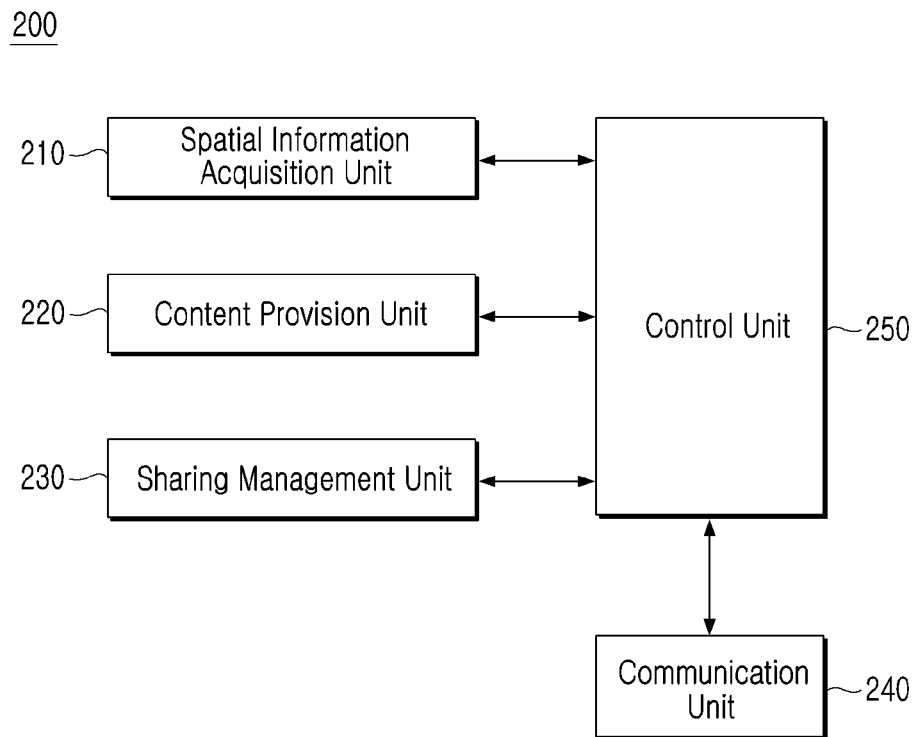 200
210
Spatial Information
Acquisition Unit
220
Content Provision Unit
Control Unit
250
230
Sharing Management Unit
Communication
Unit
240